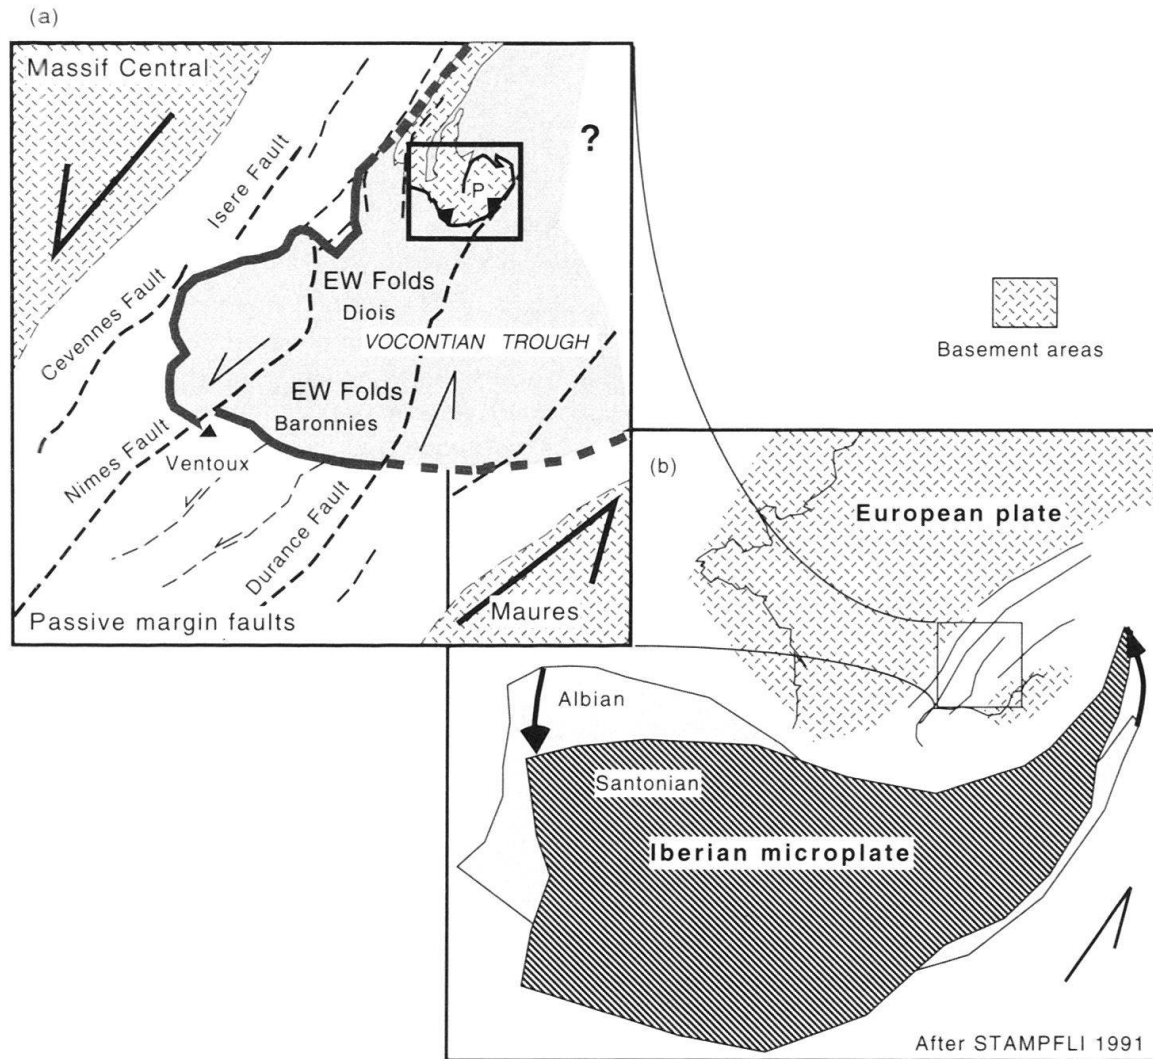 (a)
Massif Central
?
Isere Fault
P
EW Folds
Diois
Cevennes Fault
VOCONTIAN TROUGH
EW Folds
Baronnies
Nimes Fault
Ventoux
Durance Fault
Maures
Passive margin faults
Basement areas
(b)
European plate
Albian
Santonian
Iberian microplate
After STAMPFLI 1991